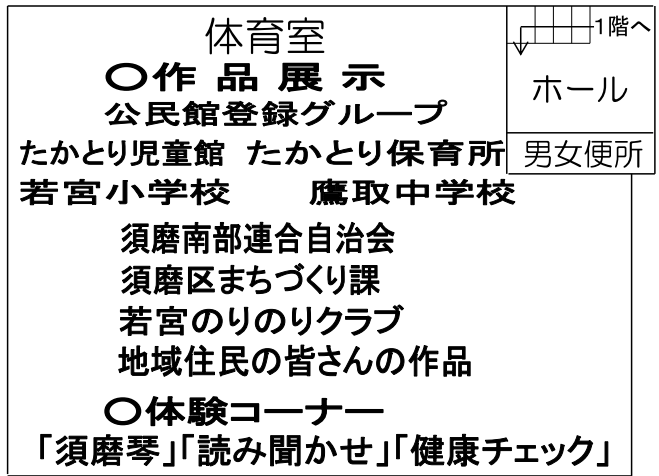 体育室
〇作品展示
公民館登録グループ
たかとり児童館 たかとり保育所
若宮小学校 鷹取中学校
須磨南部連合自治会
須磨区まちづくり課
若宮のりのりクラブ
地域住民の皆さんの作品
〇体験コーナー
「須磨琴」「読み聞かせ」「健康チェック」
1階へ
ホール
男女便所